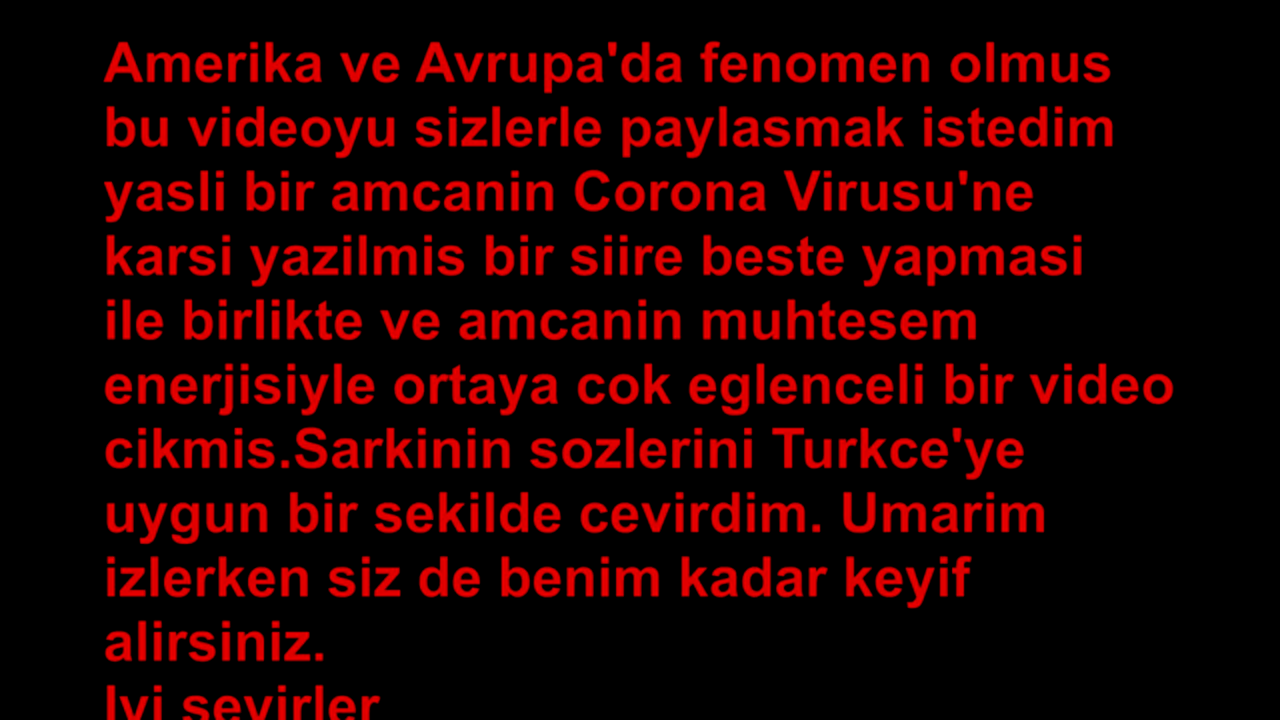 Amerika ve Avrupa'da fenomen olmus
bu videoyu sizlerle paylasmak istedim
yasli bir amcanin Corona Virusu'ne
karsi yazilmis bir siire beste yapmasi
ile birlikte ve amcanin muhtesem
enerjisiyle ortaya cok eglenceli bir video
cikmis.Sarkinin sozlerini Turkce'ye
uygun bir sekilde cevirdim. Umarim
izlerken siz de benim kadar keyif
alirsiniz.
Iyi seyirler